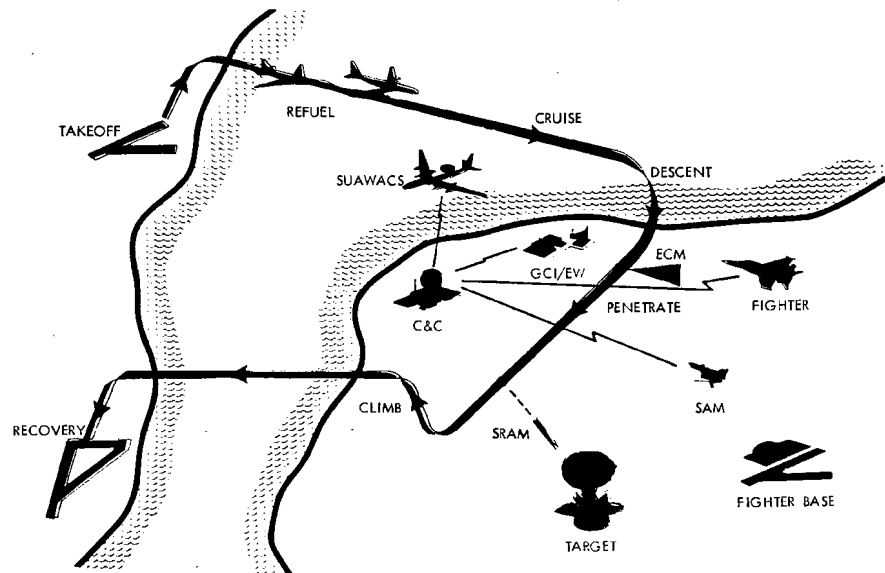 TAKEOFF
REFUEL
CRUISE
SUAWACS
DESCENT
GCI/EW
ECM
C&C
PENETRATE
FIGHTER
CLIMB
SAM
RECOVERY
SRAM
TARGET
FIGHTER BASE